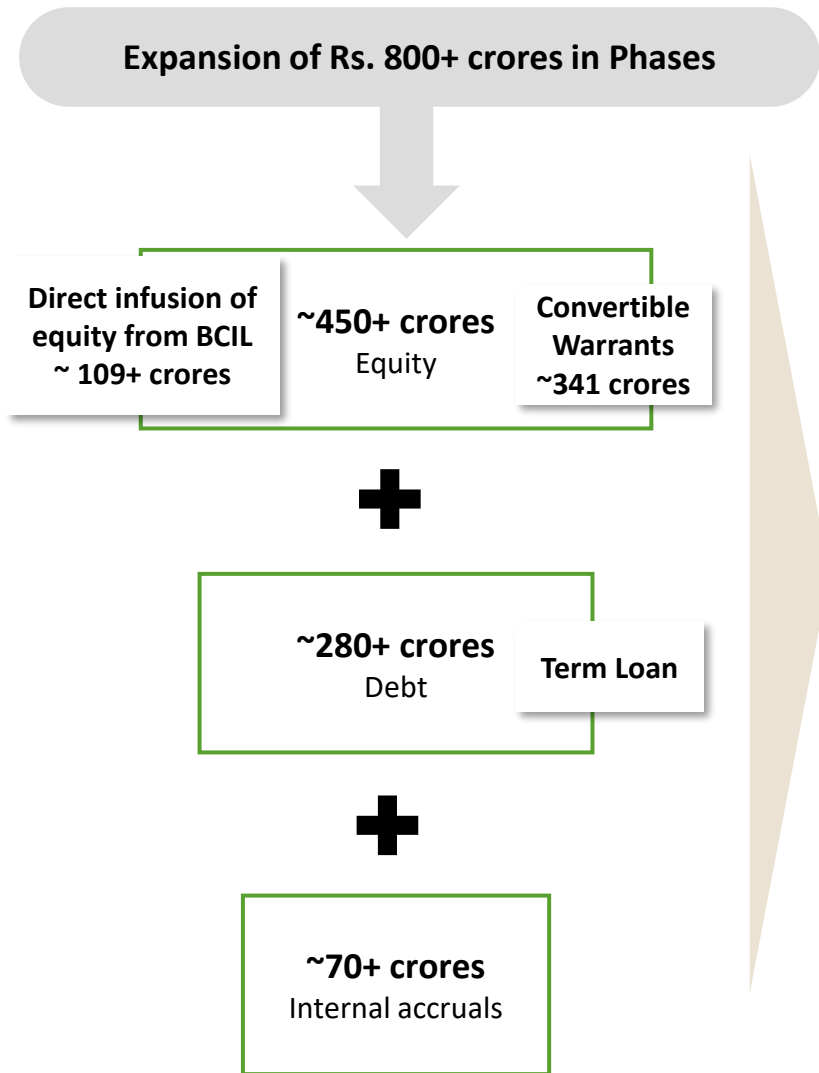 Expansion of Rs. 800+ crores in Phases
Direct infusion of
equity from BCIL
~ 109+ crores
~450+ crores
Equity
Convertible
Warrants
~341 crores
~280+ crores
Debt
Term Loan
~70+ crores
Internal accruals